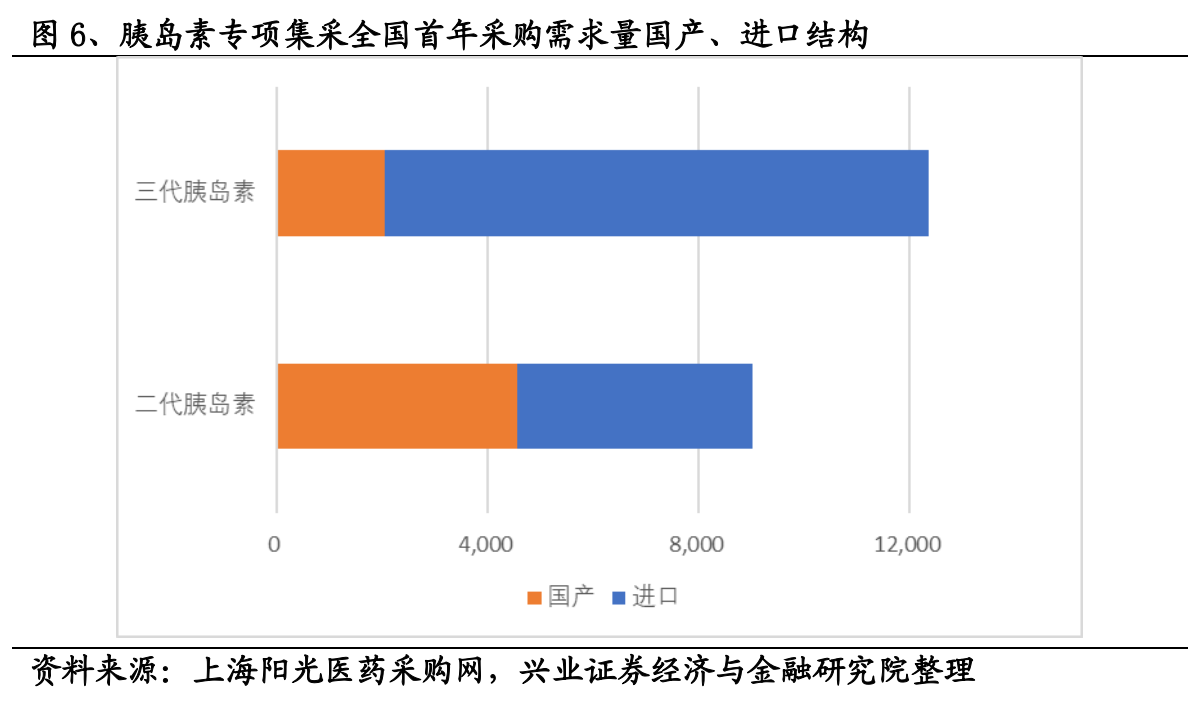 图 6、胰岛素专项集采全国首年采购需求量国产、进口结构
三代胰岛素
二代胰岛素
0 4,000 8,000 12,000
国产 进口
资料来源：上海阳光医药采购网，兴业证券经济与金融研究院整理